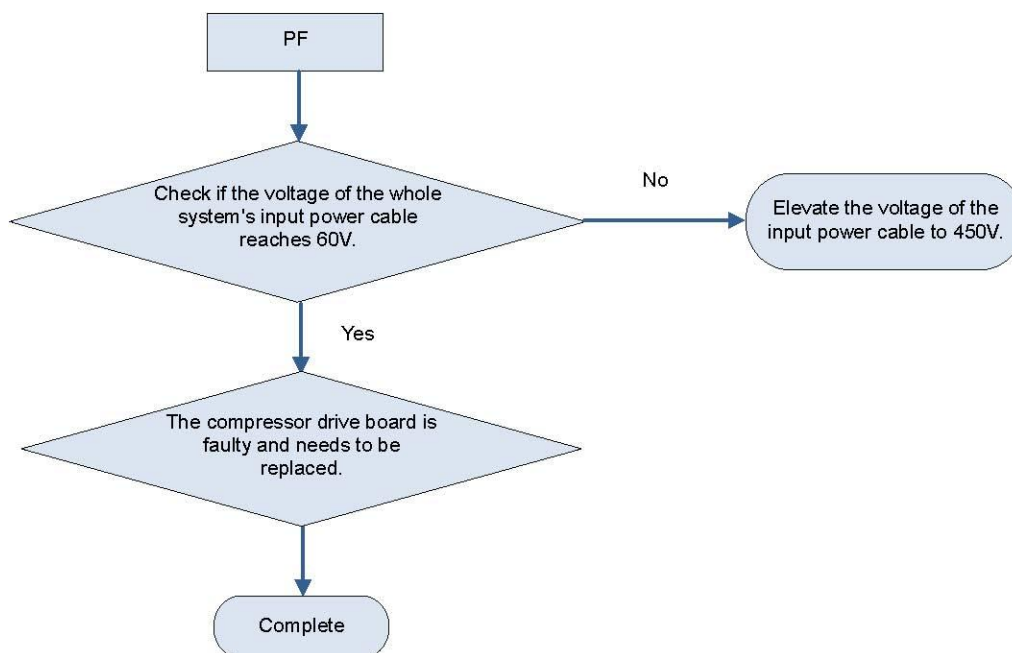 PF
Check if the voltage of the whole
system's input power cable
reaches 60V.
No
Elevate the voltage of the
input power cable to 450V.
Yes
The compressor drive board is
faulty and needs to be
replaced.
Complete